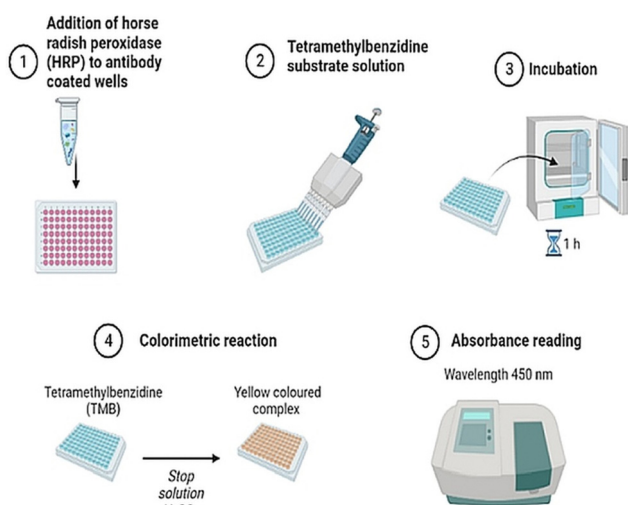 1
Addition of horse
radish peroxidase
(HRP) to antibody
coated wells
2
Tetramethylbenzidine
substrate solution
3
Incubation
1 h
4
Colorimetric reaction
Tetramethylbenzidine
(TMB)
Yellow coloured
complex
Stop
solution
5
Absorbance reading
Wavelength 450 nm